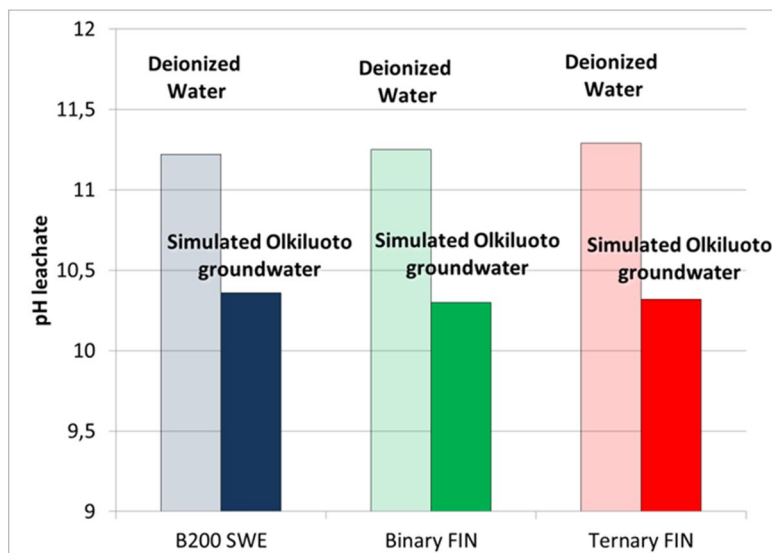 12
11,5
11
10,5
10
9,5
9
pH leachate
Deionized
Water
Deionized
Water
Deionized
Water
Simulated Olkiluoto
groundwater
Simulated Olkiluoto
groundwater
Simulated Olkiluoto
groundwater
B200 SWE
Binary FIN
Ternary FIN